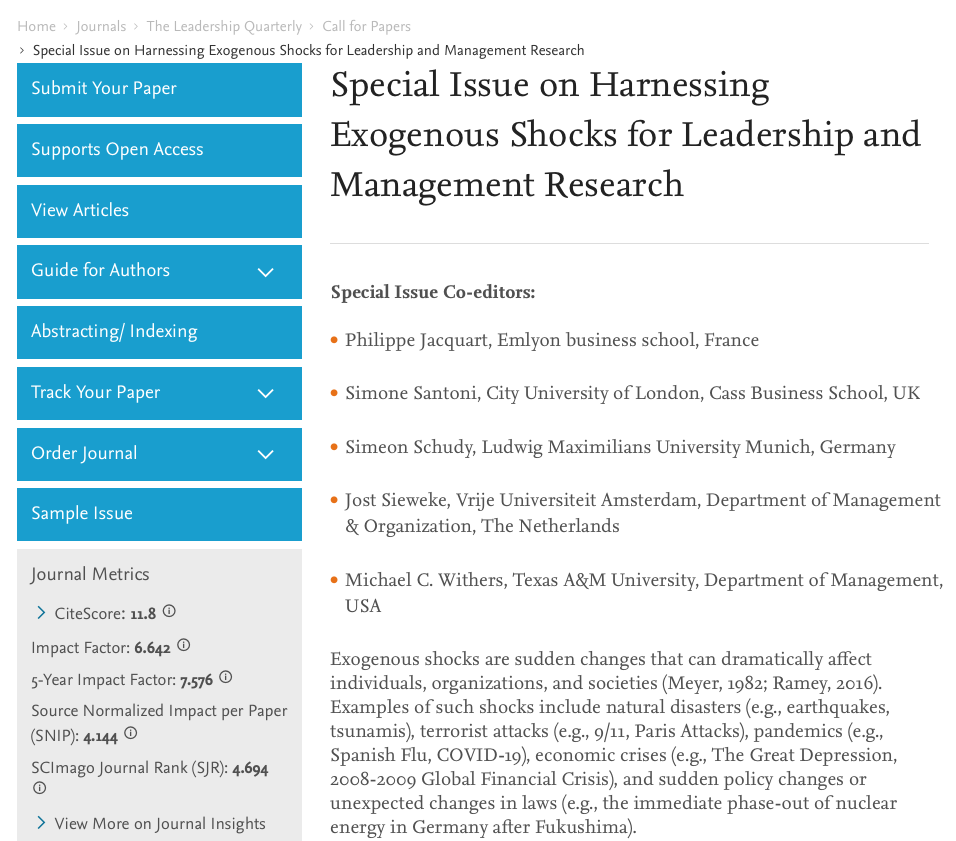 Home › Journals › The Leadership Quarterly › Call for Papers
› Special Issue on Harnessing Exogenous Shocks for Leadership and Management Research
Submit Your Paper
Supports Open Access
View Articles
Guide for Authors
Abstracting/ Indexing
Track Your Paper
Order Journal
Sample Issue
Journal Metrics
CiteScore: 11.8
Impact Factor: 6.642
5-Year Impact Factor: 7.576
Source Normalized Impact per Paper
(SNIP): 4.144
SCImago Journal Rank (SJR): 4.694
View More on Journal Insights
Special Issue on Harnessing
Exogenous Shocks for Leadership and
Management Research
Special Issue Co-editors:
• Philippe Jacquart, Emlyon business school, France
• Simone Santoni, City University of London, Cass Business School, UK
• Simeon Schudy, Ludwig Maximilians University Munich, Germany
• Jost Sieweke, Vrije Universiteit Amsterdam, Department of Management
& Organization, The Netherlands
• Michael C. Withers, Texas A&M University, Department of Management,
USA
Exogenous shocks are sudden changes that can dramatically affect
individuals, organizations, and societies (Meyer, 1982; Ramey, 2016).
Examples of such shocks include natural disasters (e.g., earthquakes,
tsunamis), terrorist attacks (e.g., 9/11, Paris Attacks), pandemics (e.g.,
Spanish Flu, COVID-19), economic crises (e.g., The Great Depression,
2008-2009 Global Financial Crisis), and sudden policy changes or
unexpected changes in laws (e.g., the immediate phase-out of nuclear
energy in Germany after Fukushima).